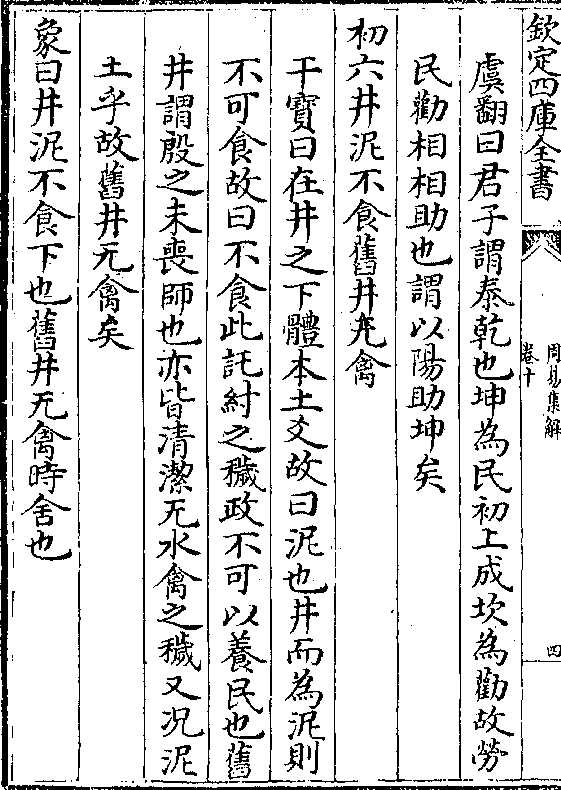 欽定四庫全書
周易集解
卷十
四
虞翻曰君子謂泰乾也坤為民初上成坎為勸故勞
民勸相相助也謂以陽助坤矣
初六井泥不食舊井无禽
干寶曰在井之下體本土爻故曰泥也井而為泥則
不可食故曰不食此託紂之穢政不可以養民也舊
井謂殷之未喪師也亦皆清潔无水禽之穢又况泥
土乎故舊井无禽矣
象曰井泥不食下也舊井无禽時舍也